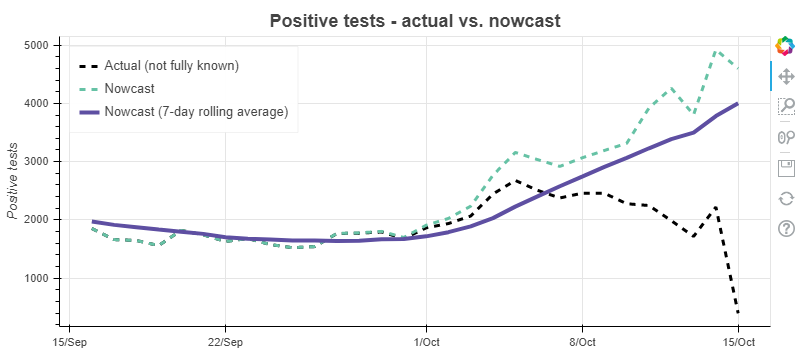 Positive tests - actual vs. nowcast
Actual (not fully known)
Nowcast
Nowcast (7-day rolling average)
Positive tests
5000
4000
3000
2000
1000
15/Sep
22/Sep
1/Oct
8/Oct
15/Oct